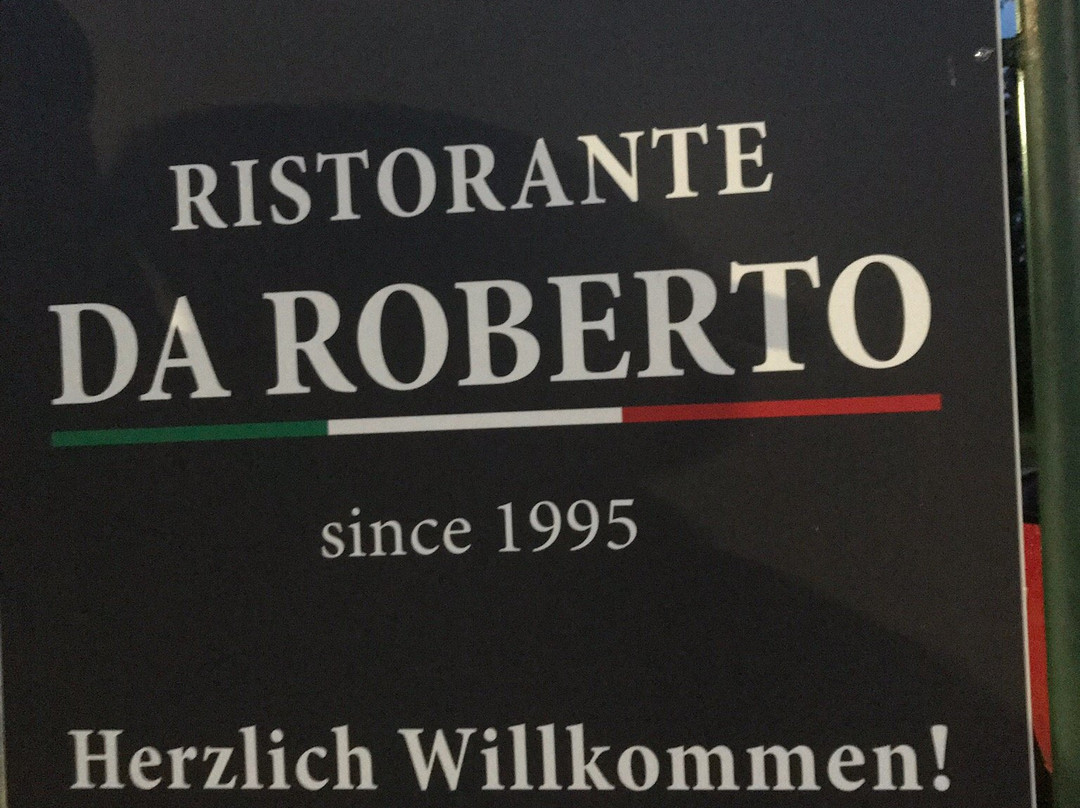 RISTORANTE
DA ROBERTO
since 1995
Herzlich Willkommen!